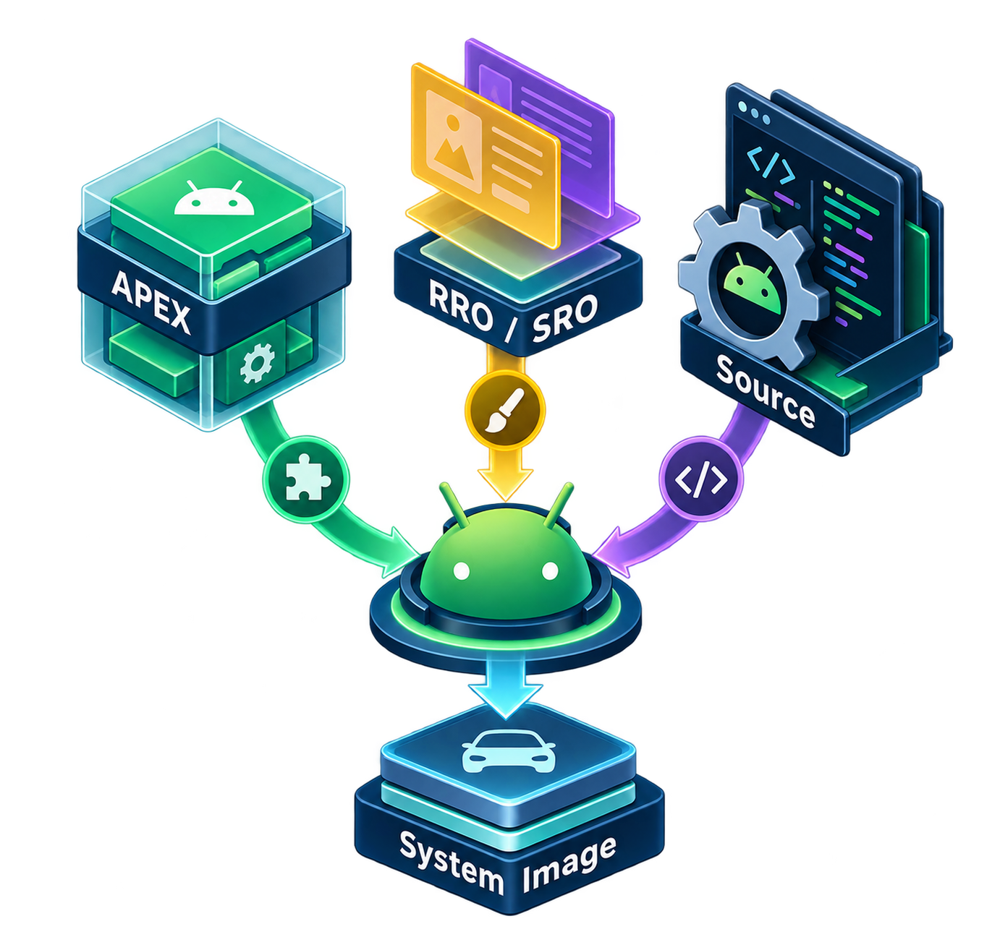 APEX
RRO / SRO
</>
Source
</>
System Image